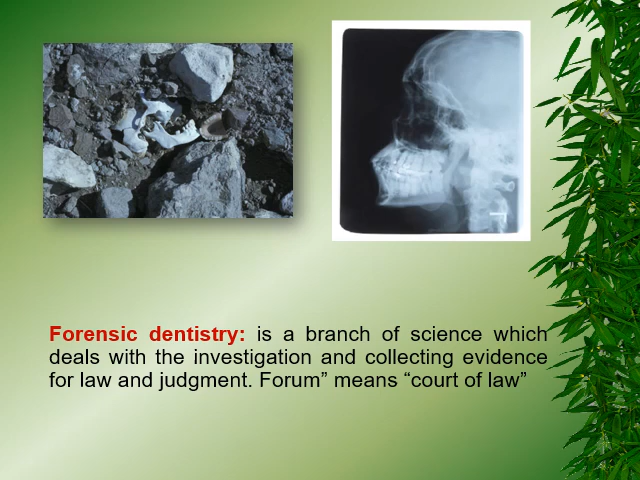 Forensic dentistry: is a branch of science which
deals with the investigation and collecting evidence
for law and judgment. Forum” means “court of law”